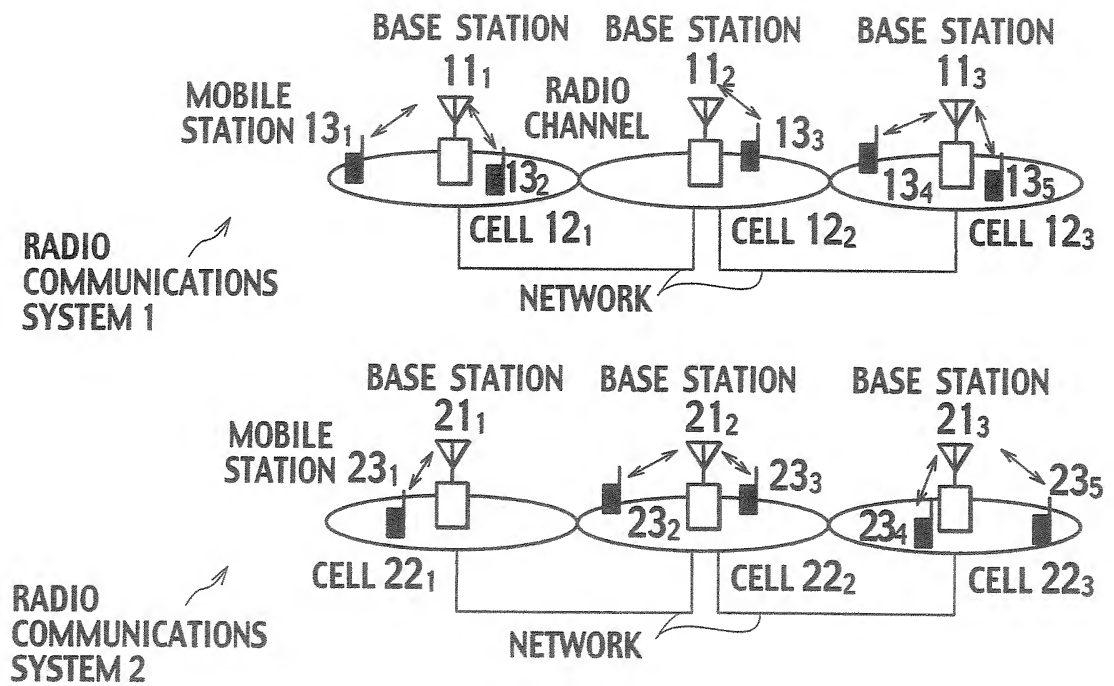 BASE STATION BASE STATION BASE STATION
11₁ 11₂ 11₃
MOBILE
STATION 13₁
RADIO
CHANNEL
13₃
13₂
13₄
13₅
CELL 12₁
CELL 12₂
CELL 12₃
RADIO
COMMUNICATIONS
SYSTEM 1
NETWORK
BASE STATION BASE STATION BASE STATION
21₁ 21₂ 21₃
MOBILE
STATION 23₁
23₃
23₅
23₂
23₄
CELL 22₁
CELL 22₂
CELL 22₃
RADIO
COMMUNICATIONS
SYSTEM 2
NETWORK